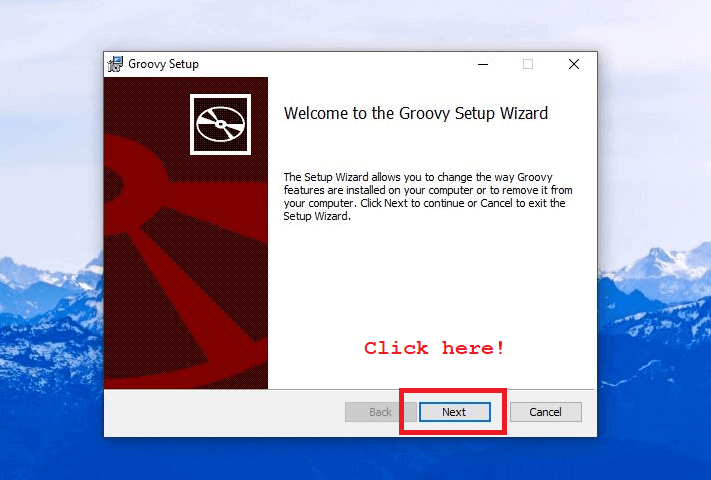 Groovy Setup
Welcome to the Groovy Setup Wizard
The Setup Wizard allows you to change the way Groovy
features are installed on your computer or to remove it from
your computer. Click Next to continue or Cancel to exit the
Setup Wizard.
Click here!
Back Next Cancel